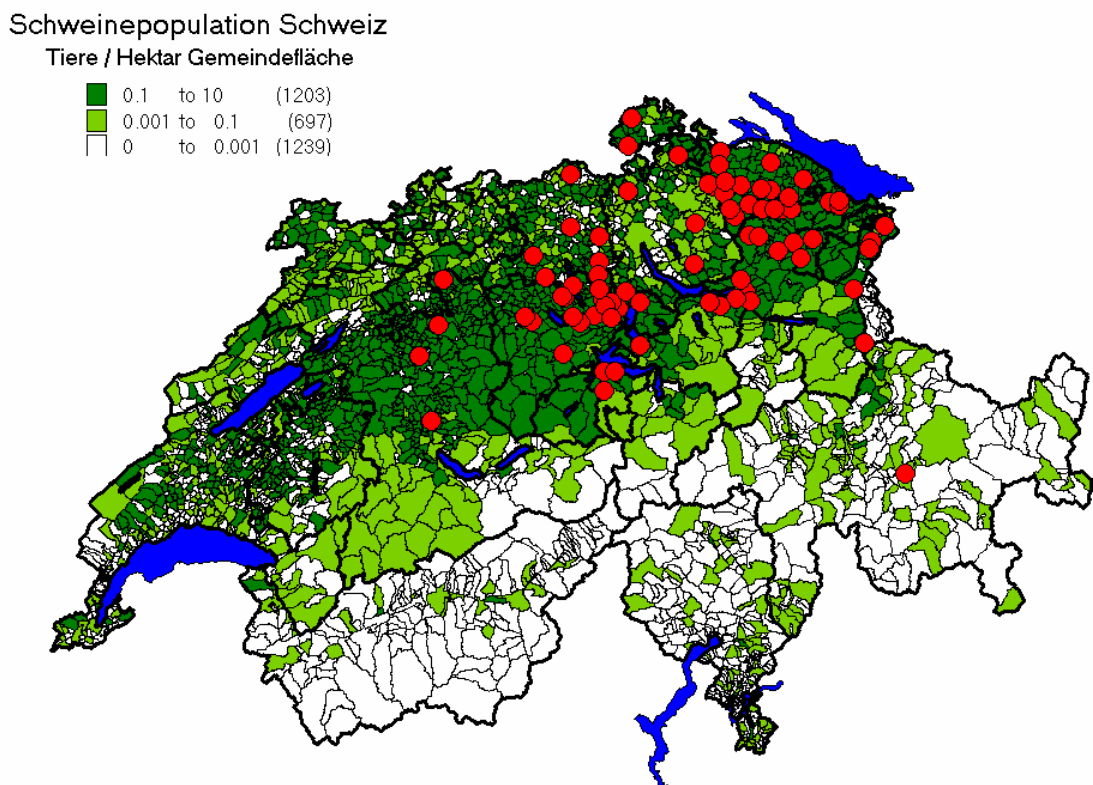 Schweinepopulation Schweiz
Tiere / Hektar Gemeindefläche
0.1 to 10 (1203)
0.001 to 0.1 (697)
0 to 0.001 (1239)